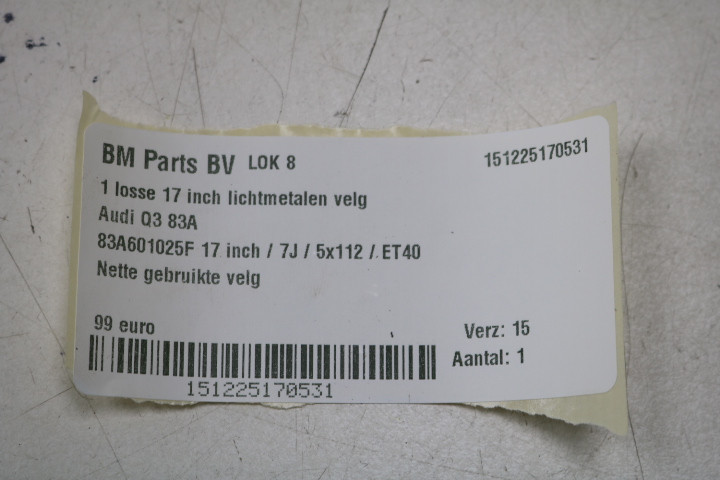 BM Parts BV LOK 8 151225170531
1 losse 17 inch lichtmetalen velg
Audi Q3 83A
83A601025F 17 inch / 7J / 5x112 / ET40
Nette gebruikte velg
99 euro Verz: 15
Aantal: 1
151225170531